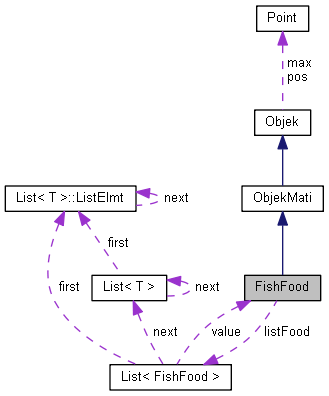 Point
max
pos
Objek
List< T >::ListElmt
next
ObjekMati
first
first
List< T >
next
FishFood
next
value
listFood
List< FishFood >